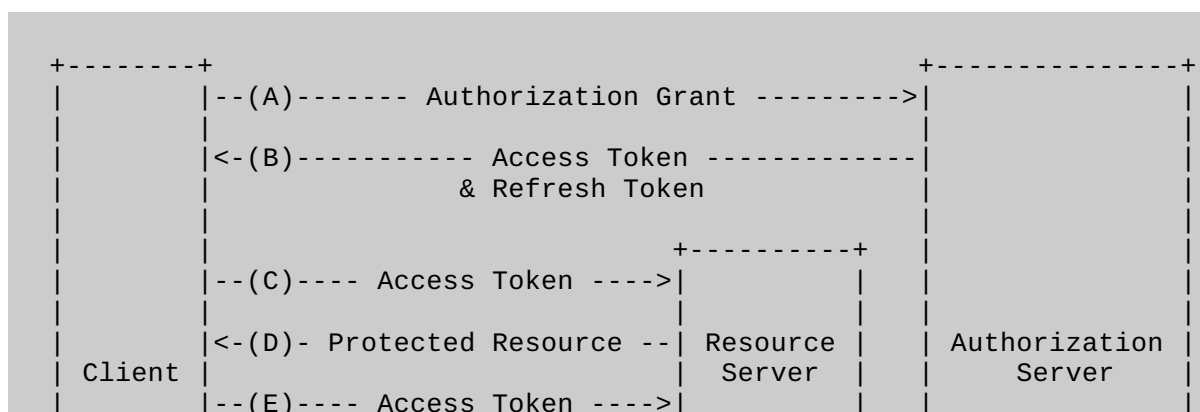 +--------+                                           +---------------+
|        |--(A)------- Authorization Grant --------->|               |
|        |                                           |               |
|        |<-(B)----------- Access Token -------------|               |
|        |               & Refresh Token             |               |
|        |                                           |               |
|        |                            +----------+   |               |
|        |--(C)---- Access Token ---->|          |   |               |
|        |                            |          |   |               |
|        |<-(D)- Protected Resource --| Resource |   | Authorization |
| Client |                            |  Server  |   |     Server    |
|        |--(E)---- Access Token ---->|          |   |               |